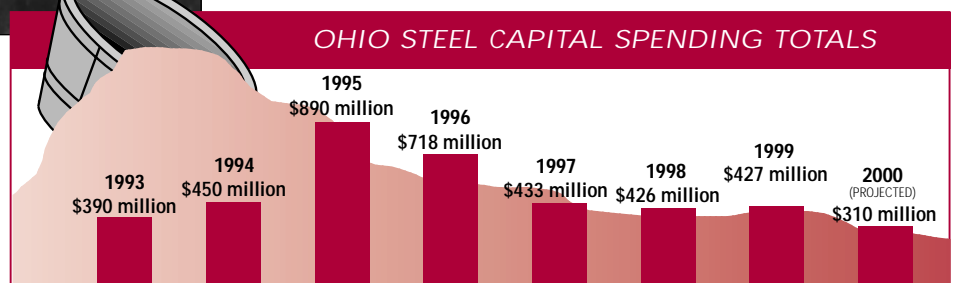 OHIO STEEL CAPITAL SPENDING TOTALS
1993
$390 million
1994
$450 million
1995
$890 million
1996
$718 million
1997
$433 million
1998
$426 million
1999
$427 million
2000
(PROJECTED)
$310 million